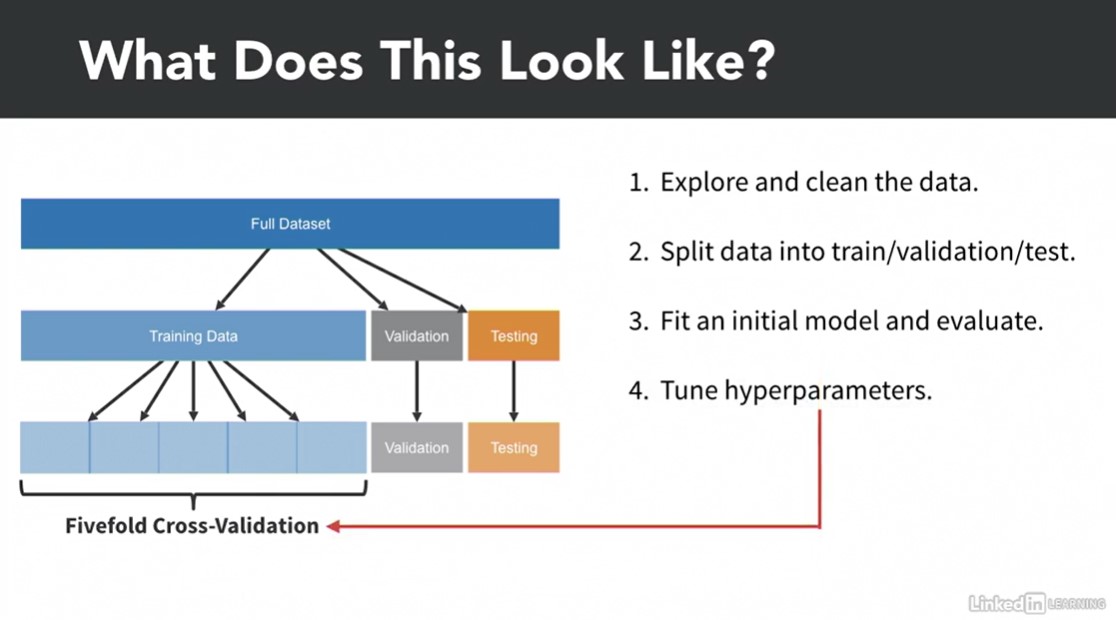 What Does This Look Like?
Full Dataset
Training Data
Validation
Testing
Validation
Testing
Fivefold Cross-Validation
1. Explore and clean the data.
2. Split data into train/validation/test.
3. Fit an initial model and evaluate.
4. Tune hyperparameters.
Linked in LEARNING